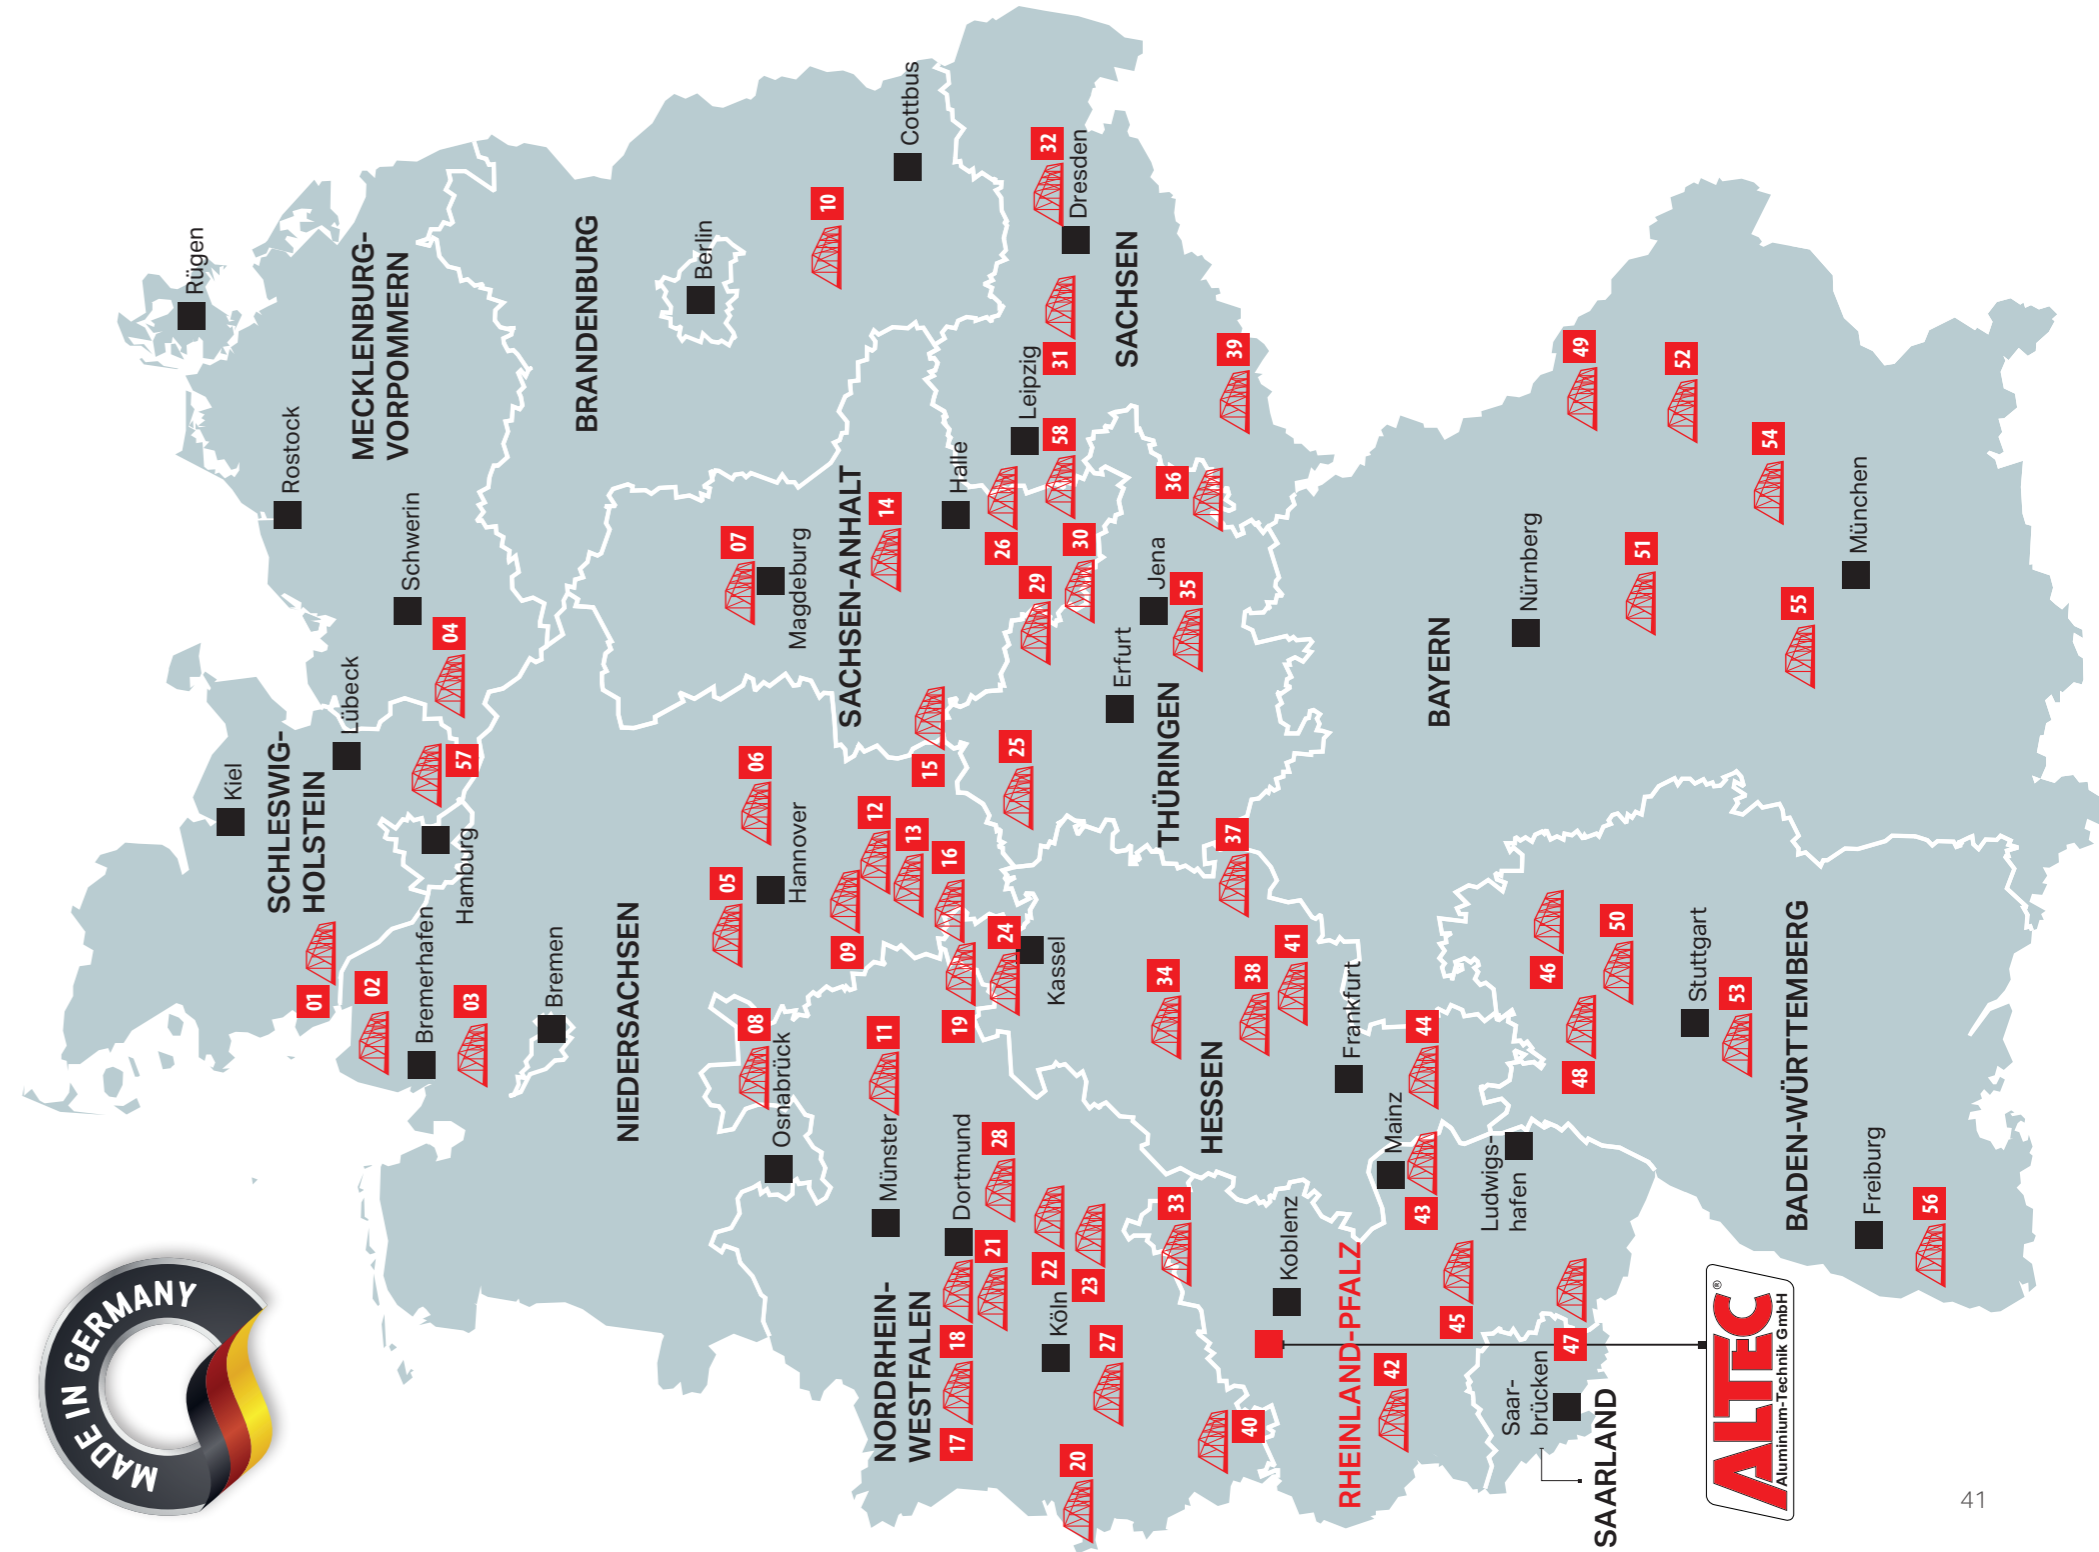 MADE IN GERMANY
Rügen
Rostock
MECKLENBURG-
VORPOMMERN
Schwerin
Kiel
SCHLESWIG-
HOLSTEIN
Lübeck
04
57
Hamburg
01
02
Bremerhafen
03
Bremen
NIEDERSACHSEN
BRANDENBURG
Berlin
10
Cottbus
07
Magdeburg
SACHSEN-ANHALT
14
Halle
06
05
Hannover
08
Osnabrück
09
12
13
16
15
11
Münster
19
24
Kassel
25
NORDRHEIN-
WESTFALEN
Dortmund
28
21
18
17
22
23
Köln
27
20
26
58
Leipzig
31
32
Dresden
SACHSEN
39
29
30
36
Jena
35
Erfurt
THÜRINGEN
37
34
38
41
HESSEN
Frankfurt
33
40
Koblenz
RHEINLAND-PFALZ
Mainz
44
43
Ludwigs-
hafen
45
42
47
Saar-
brücken
SAARLAND
BAYERN
Nürnberg
49
52
54
51
55
München
46
50
48
Stuttgart
53
BADEN-WÜRTTEMBERG
Freiburg
56
ALTEC®
Aluminium-Technik GmbH
41